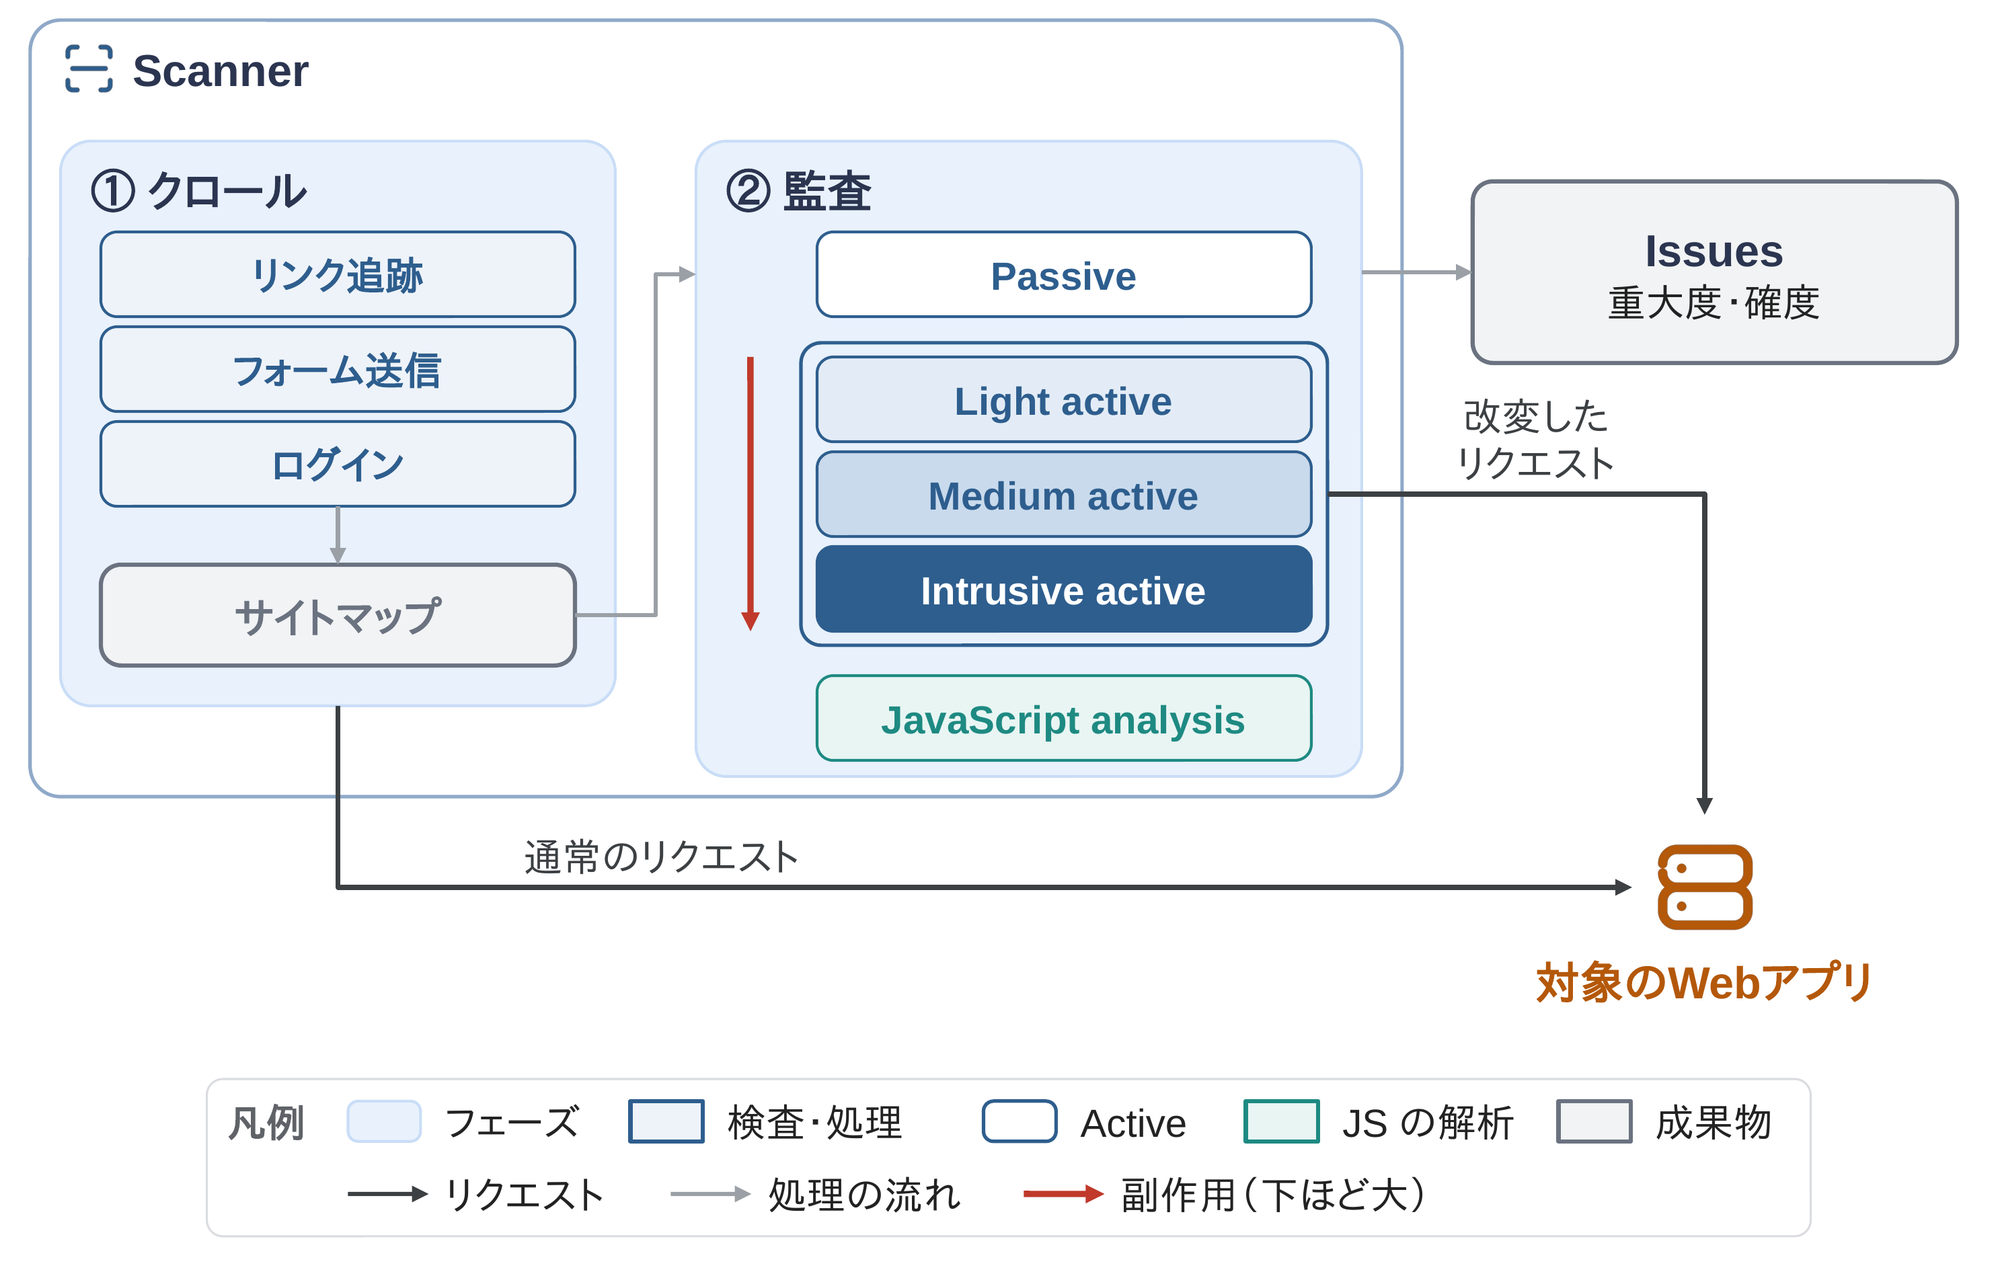 Scanner
① クロール
リンク追跡
フォーム送信
ログイン
サイトマップ
② 監査
Passive
Light active
Medium active
Intrusive active
JavaScript analysis
Issues
重大度・確度
改変した
リクエスト
通常のリクエスト
対象のWebアプリ
凡例 フェーズ 検査・処理 Active JS の解析 成果物
リクエスト 処理の流れ 副作用（下ほど大）